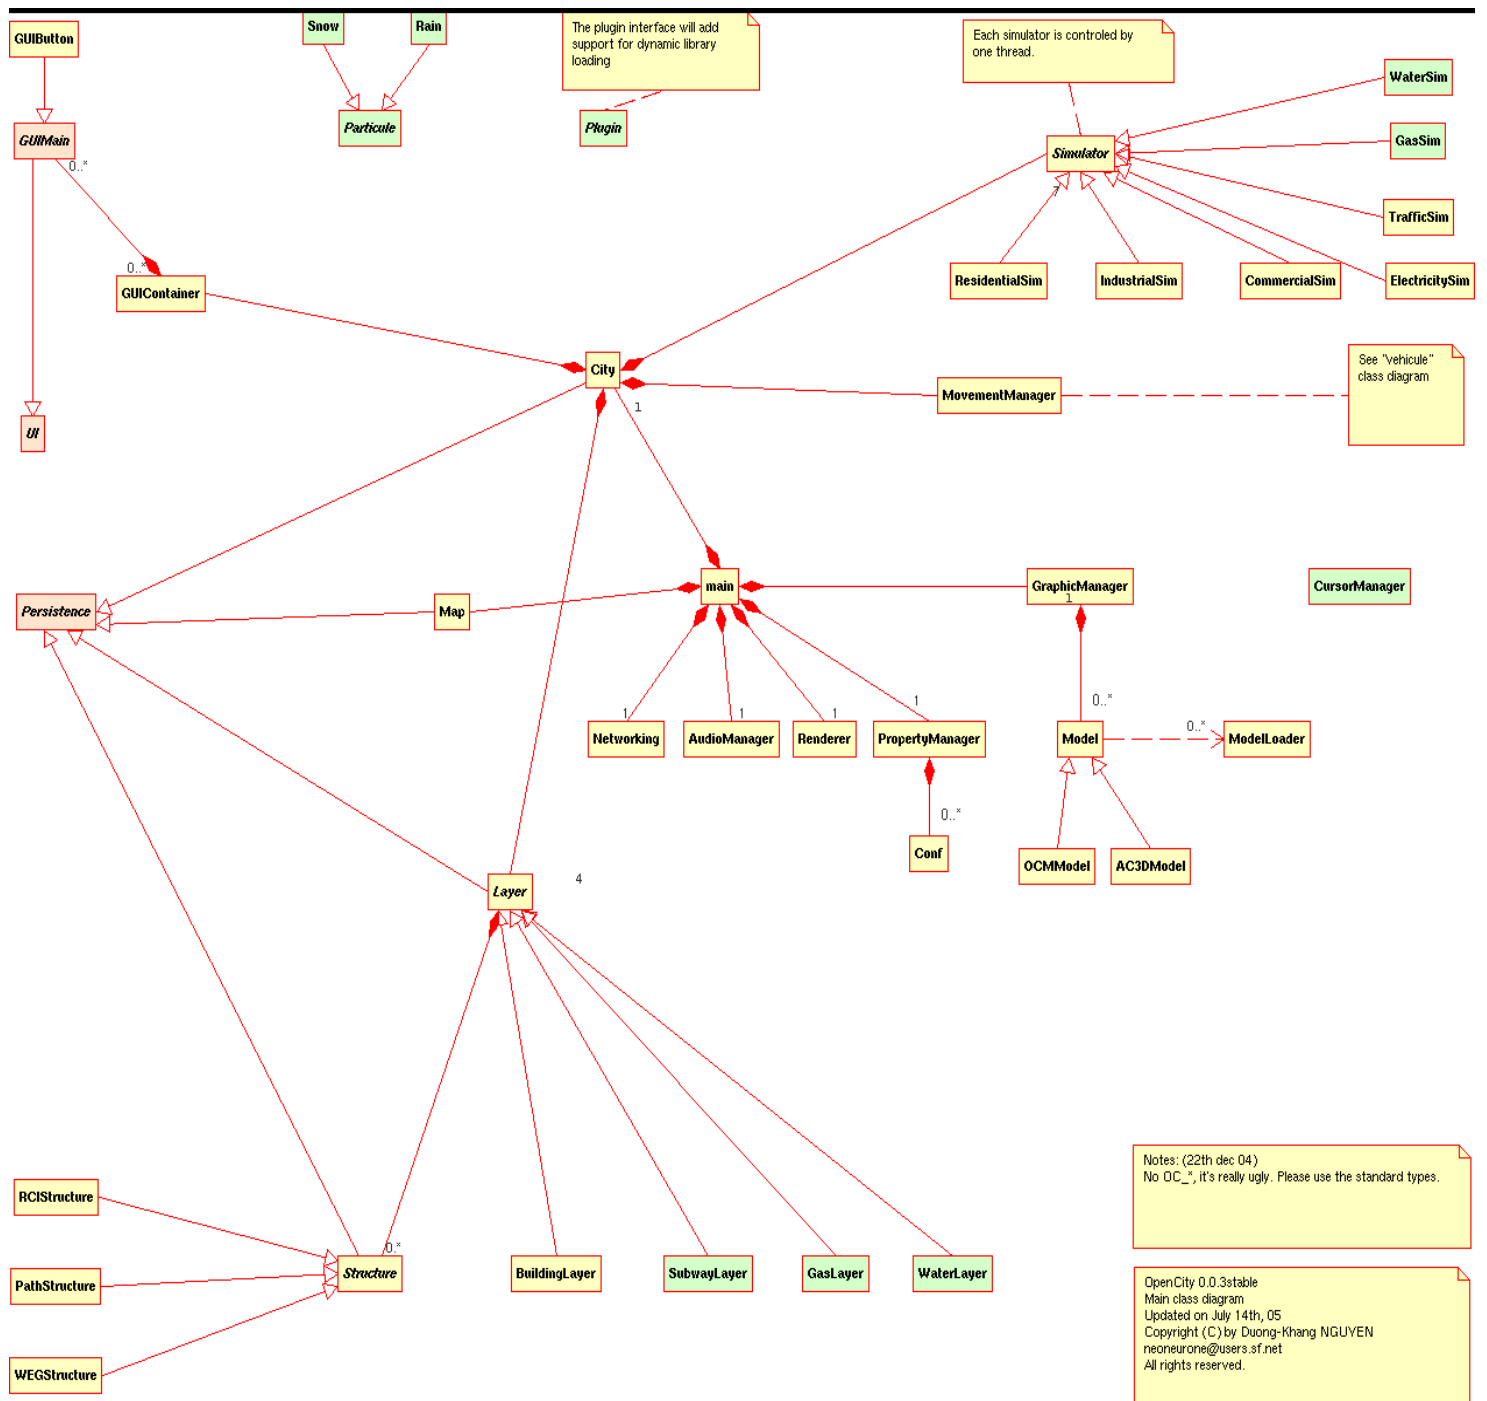 Snow
Rain
The plugin interface will add
support for dynamic library
loading
Each simulator is controled by
one thread.
GUIButton
WaterSim
Particule
Plugin
GUIMain
0..*
Simulator
GasSim
7
TrafficSim
0..*
GUIContainer
ResidentialSim
IndustrialSim
CommercialSim
ElectricitySim
City
See "vehicule"
class diagram
MovementManager
1
UI
Persistence
Map
main
GraphicManager
1
CursorManager
1
1
1
1
0..*
0..*
Networking
AudioManager
Renderer
PropertyManager
Model
ModelLoader
0..*
Conf
OCMModel
AC3DModel
4
Layer
Notes: (22th dec 04)
No OC_*, it's really ugly. Please use the standard types.
RCIStructure
0.*
PathStructure
Structure
BuildingLayer
SubwayLayer
GasLayer
WaterLayer
WEGStructure
OpenCity 0.0.3stable
Main class diagram
Updated on July 14th, 05
Copyright (C) by Duong-Khang NGUYEN
neoneurone@users.sf.net
All rights reserved.